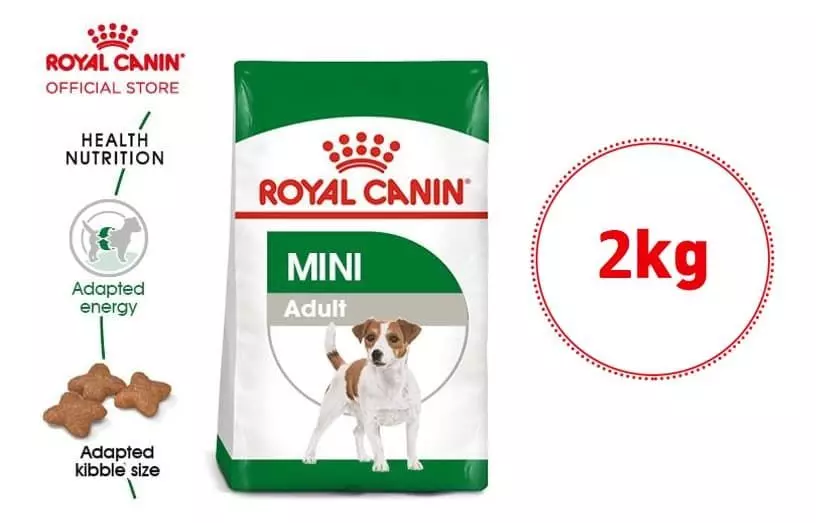 ROYAL CANIN
OFFICIAL STORE
HEALTH
NUTRITION
Adapted
energy
Adapted
kibble size
ROYAL CANIN
MINI
Adult
2kg